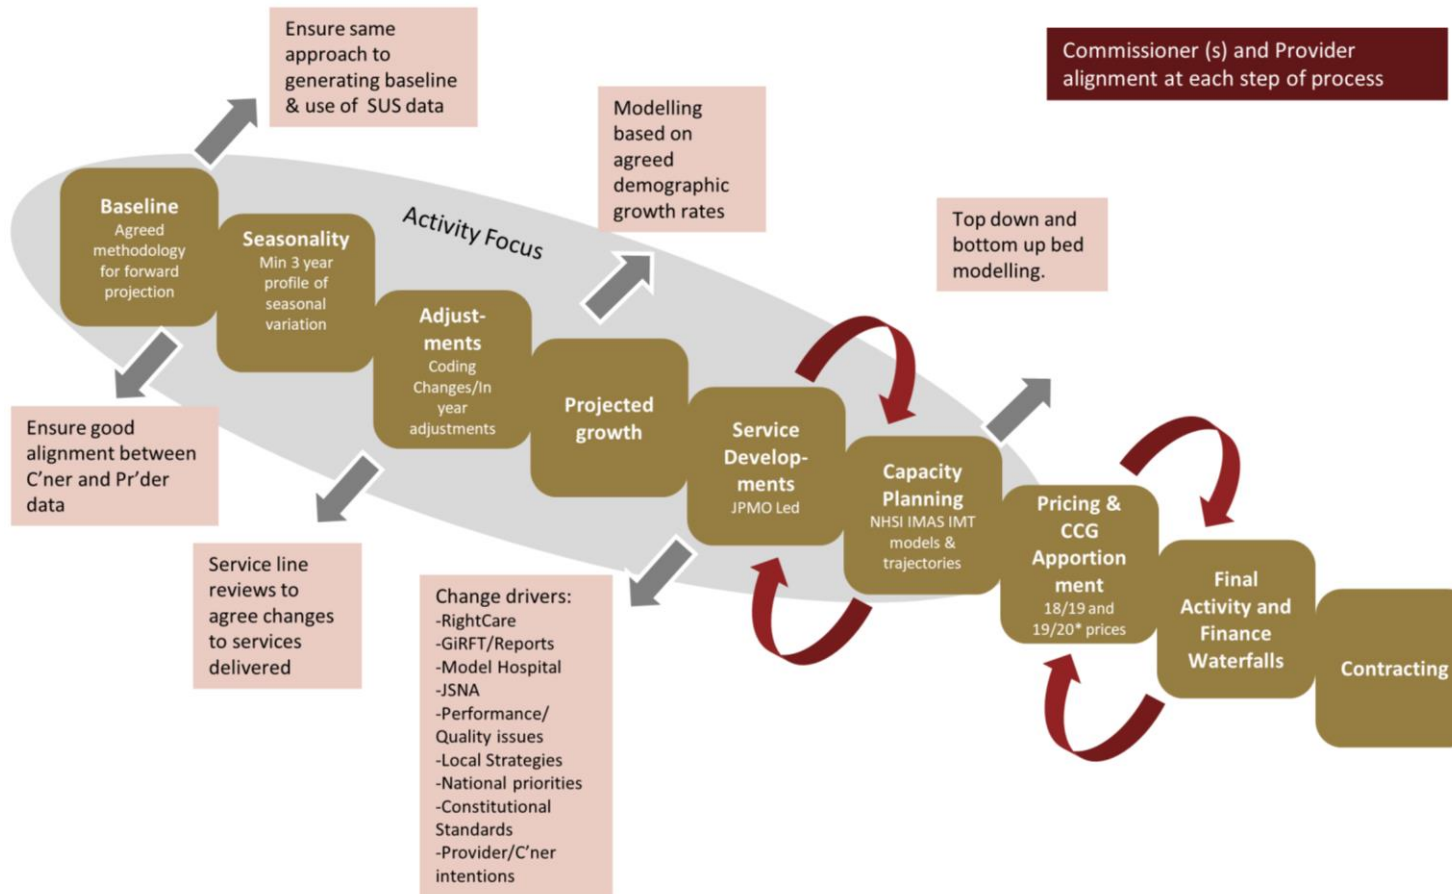 Ensure same
approach to
generating baseline
& use of SUS data
Commissioner (s) and Provider
alignment at each step of process
Modelling
based on
agreed
demographic
growth rates
Top down and
bottom up bed
modelling.
Activity Focus
Baseline
Agreed
methodology
for forward
projection
Seasonality
Min 3 year
profile of
seasonal
variation
Adjust-
ments
Coding
Changes/In
year
adjustments
Projected
growth
Service
Develop-
ments
JPMO Led
Capacity
Planning
NHSI IMAS IMT
models &
trajectories
Pricing &
CCG
Apportion
ment
18/19 and
19/20* prices
Final
Activity and
Finance
Waterfalls
Contracting
Ensure good
alignment between
C’ner and Pr’der
data
Service line
reviews to
agree changes
to services
delivered
Change drivers:
-RightCare
-GiRFT/Reports
-Model Hospital
-JSNA
-Performance/
Quality issues
-Local Strategies
-National priorities
-Constitutional
Standards
-Provider/C’ner
intentions